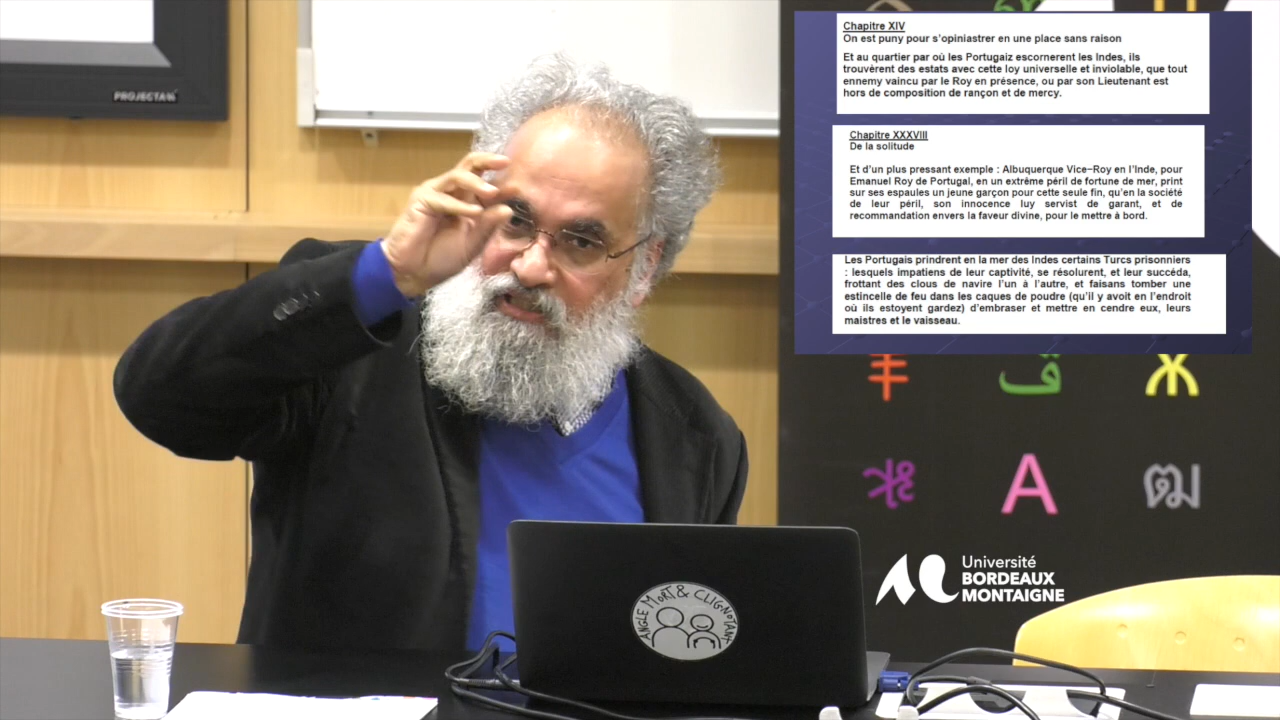 PROJECTA
Chapitre XIV
On est puny pour s'opiniastrer en une place sans raison
Et au quartier par où les Portugaiz escornerent les Indes, ils
trouvèrent des estats avec cette loy universelle et inviolable, que tout
ennemy vaincu par le Roy en présence, ou par son Lieutenant est
hors de composition de rançon et de mercy.
Chapitre XXXVIII
De la solitude
Et d'un plus pressant exemple : Albuquerque Vice-Roy en l'Inde, pour
Emanuel Roy de Portugal, en un extrême péril de fortune de mer, print
sur ses espaules un jeune garçon pour cette seule fin, qu'en la société
de leur péril, son innocence luy servist de garant, et de
recommandation envers la faveur divine, pour le mettre à bord.
Les Portugais prindrent en la mer des Indes certains Turcs prisonniers
: lesquels impatiens de leur captivité, se résolurent, et leur succéda,
frottant des clous de navire l'un à l'autre, et faisans tomber une
estincelle de feu dans les caques de poudre (qu'il y avoit en l'endroit
où ils estoyent gardez) d'embraser et mettre en cendre eux, leurs
maistres et le vaisseau.
ق Ж
A ฒ
Université
BORDEAUX
MONTAIGNE
ANGLE MORT & CLIGNOTANT